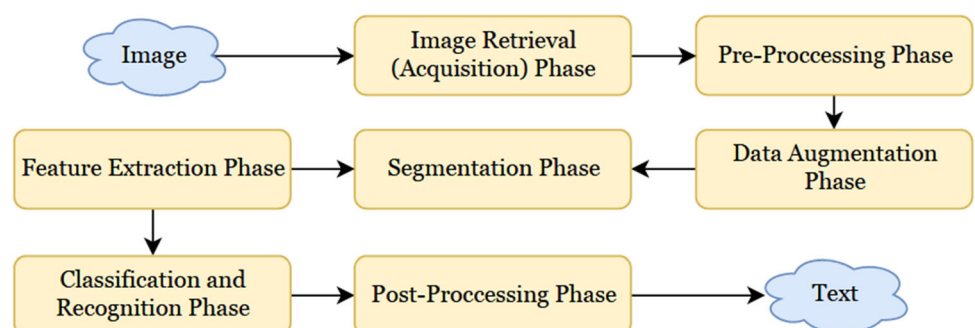 Image
Image Retrieval
(Acquisition) Phase
Pre-Proccessing Phase
Feature Extraction Phase
Segmentation Phase
Data Augmentation
Phase
Classification and
Recognition Phase
Post-Proccessing Phase
Text